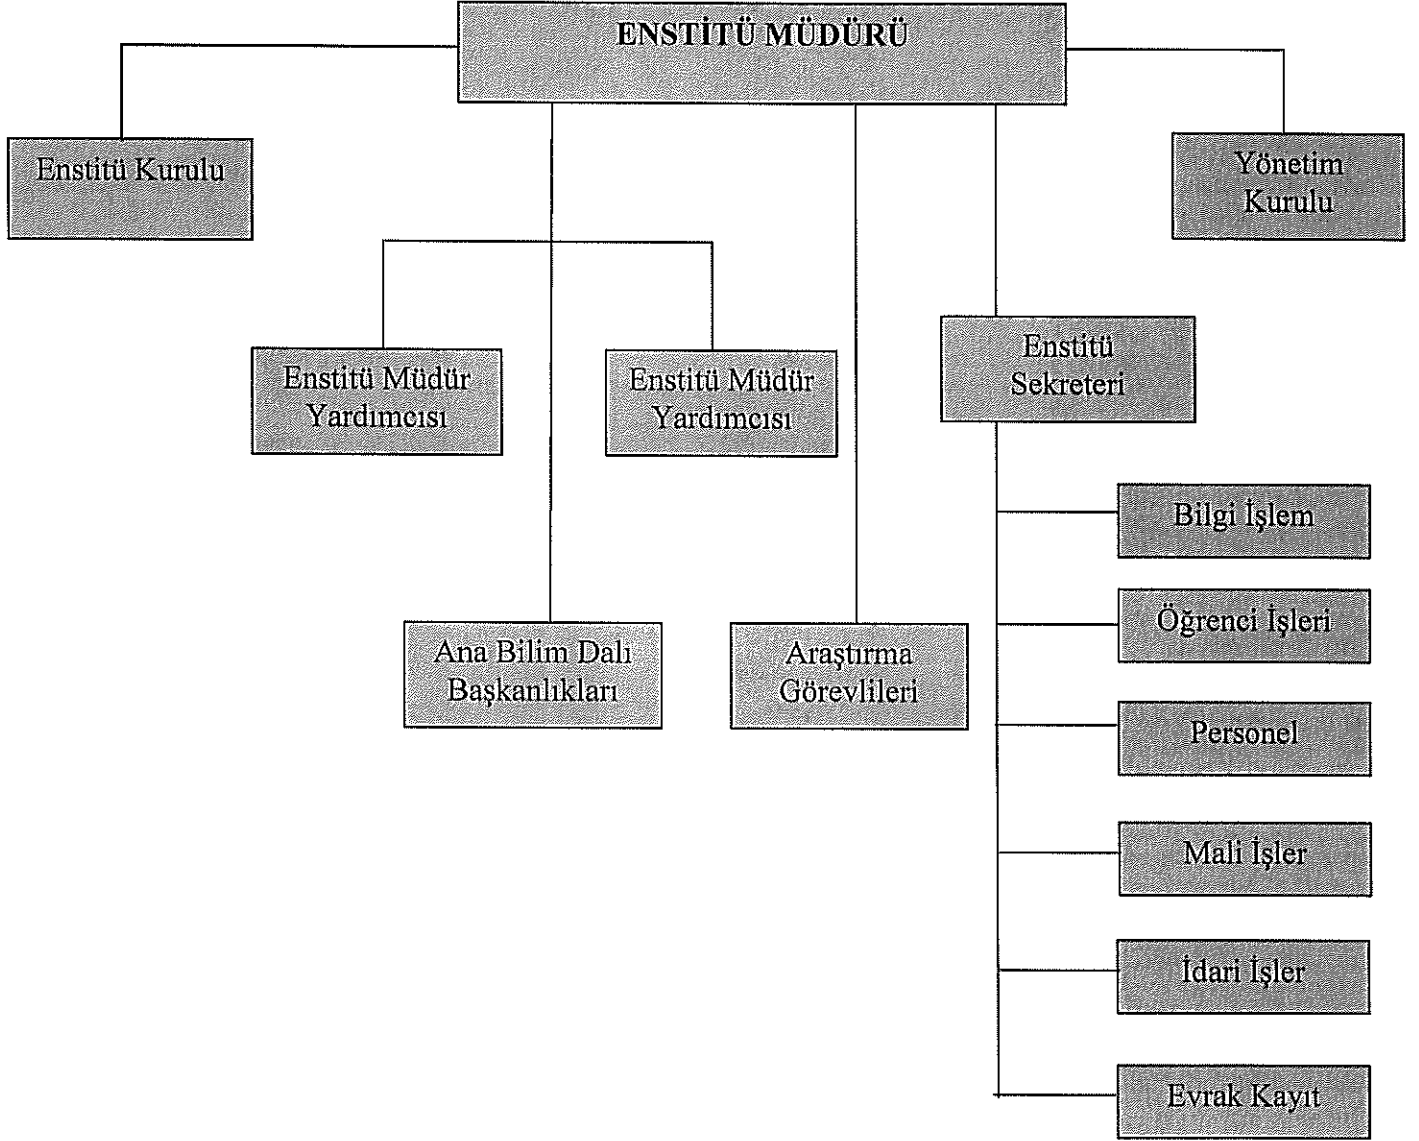 ENSTİTÜ MÜDÜRÜ
Enstitü Kurulu
Yönetim
Kurulu
Enstitü Müdür
Yardımcısı
Enstitü Müdür
Yardımcısı
Enstitü
Sekreteri
Bilgi İşlem
Öğrenci İşleri
Ana Bilim Dalı
Başkanlıkları
Araştırma
Görevlileri
Personel
Mali İşler
İdari İşler
Evrak Kayıt